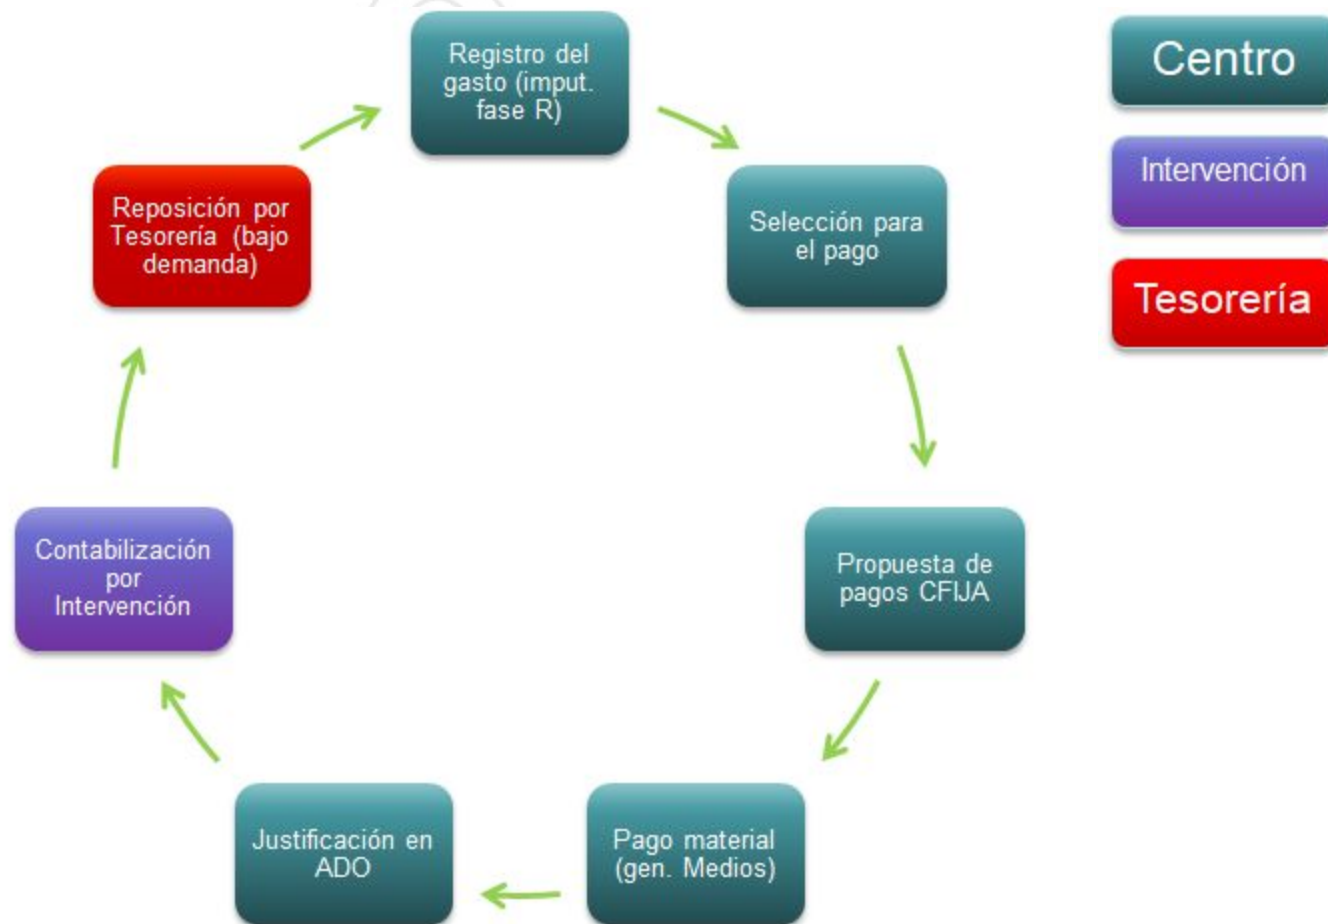 Registro del
gasto (imput.
fase R)
Selección para
el pago
Propuesta de
pagos CFIJA
Pago material
(gen. Medios)
Justificación en
ADO
Contabilización
por
Intervención
Reposición por
Tesorería (bajo
demanda)
Centro
Intervención
Tesorería